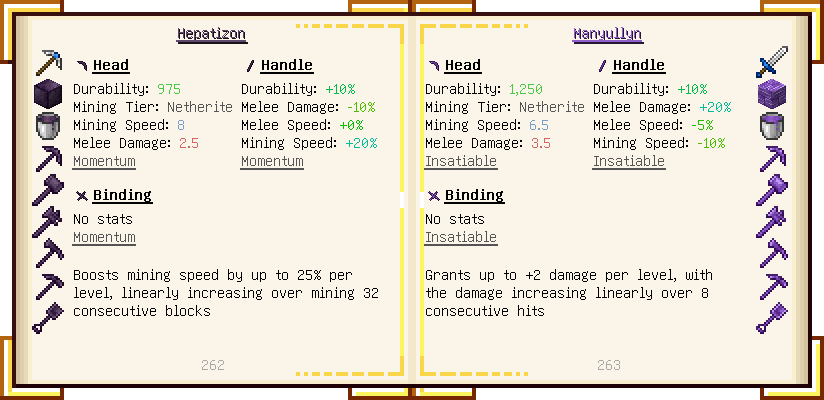 Hepatizon
Head
Durability: 975
Mining Tier: Netherite
Mining Speed: 8
Melee Damage: 2.5
Momentum
Handle
Durability: +10%
Melee Damage: -10%
Melee Speed: +0%
Mining Speed: +20%
Momentum
Binding
No stats
Momentum
Boosts mining speed by up to 25% per
level, linearly increasing over mining 32
consecutive blocks
262
Manyullyn
Head
Durability: 1,250
Mining Tier: Netherite
Mining Speed: 6.5
Melee Damage: 3.5
Insatiable
Handle
Durability: +10%
Melee Damage: +20%
Melee Speed: -5%
Mining Speed: -10%
Insatiable
Binding
No stats
Insatiable
Grants up to +2 damage per level, with
the damage increasing linearly over 8
consecutive hits
263